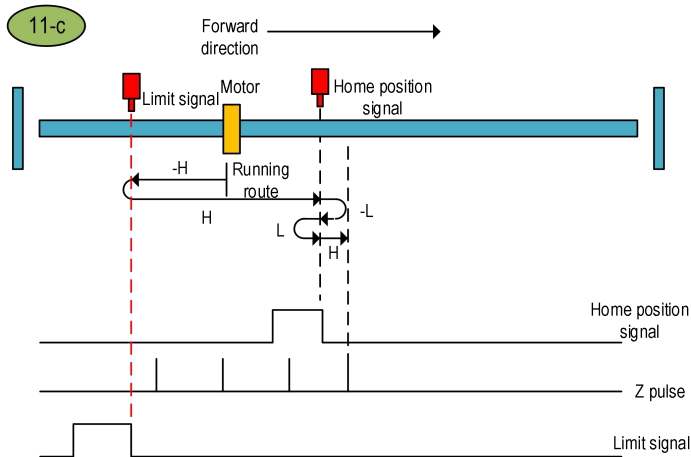 11-c
Forward
direction
Limit signal
Motor
Home position
signal
-H
Running
route
H
-L
L
H
Home position
signal
Z pulse
Limit signal